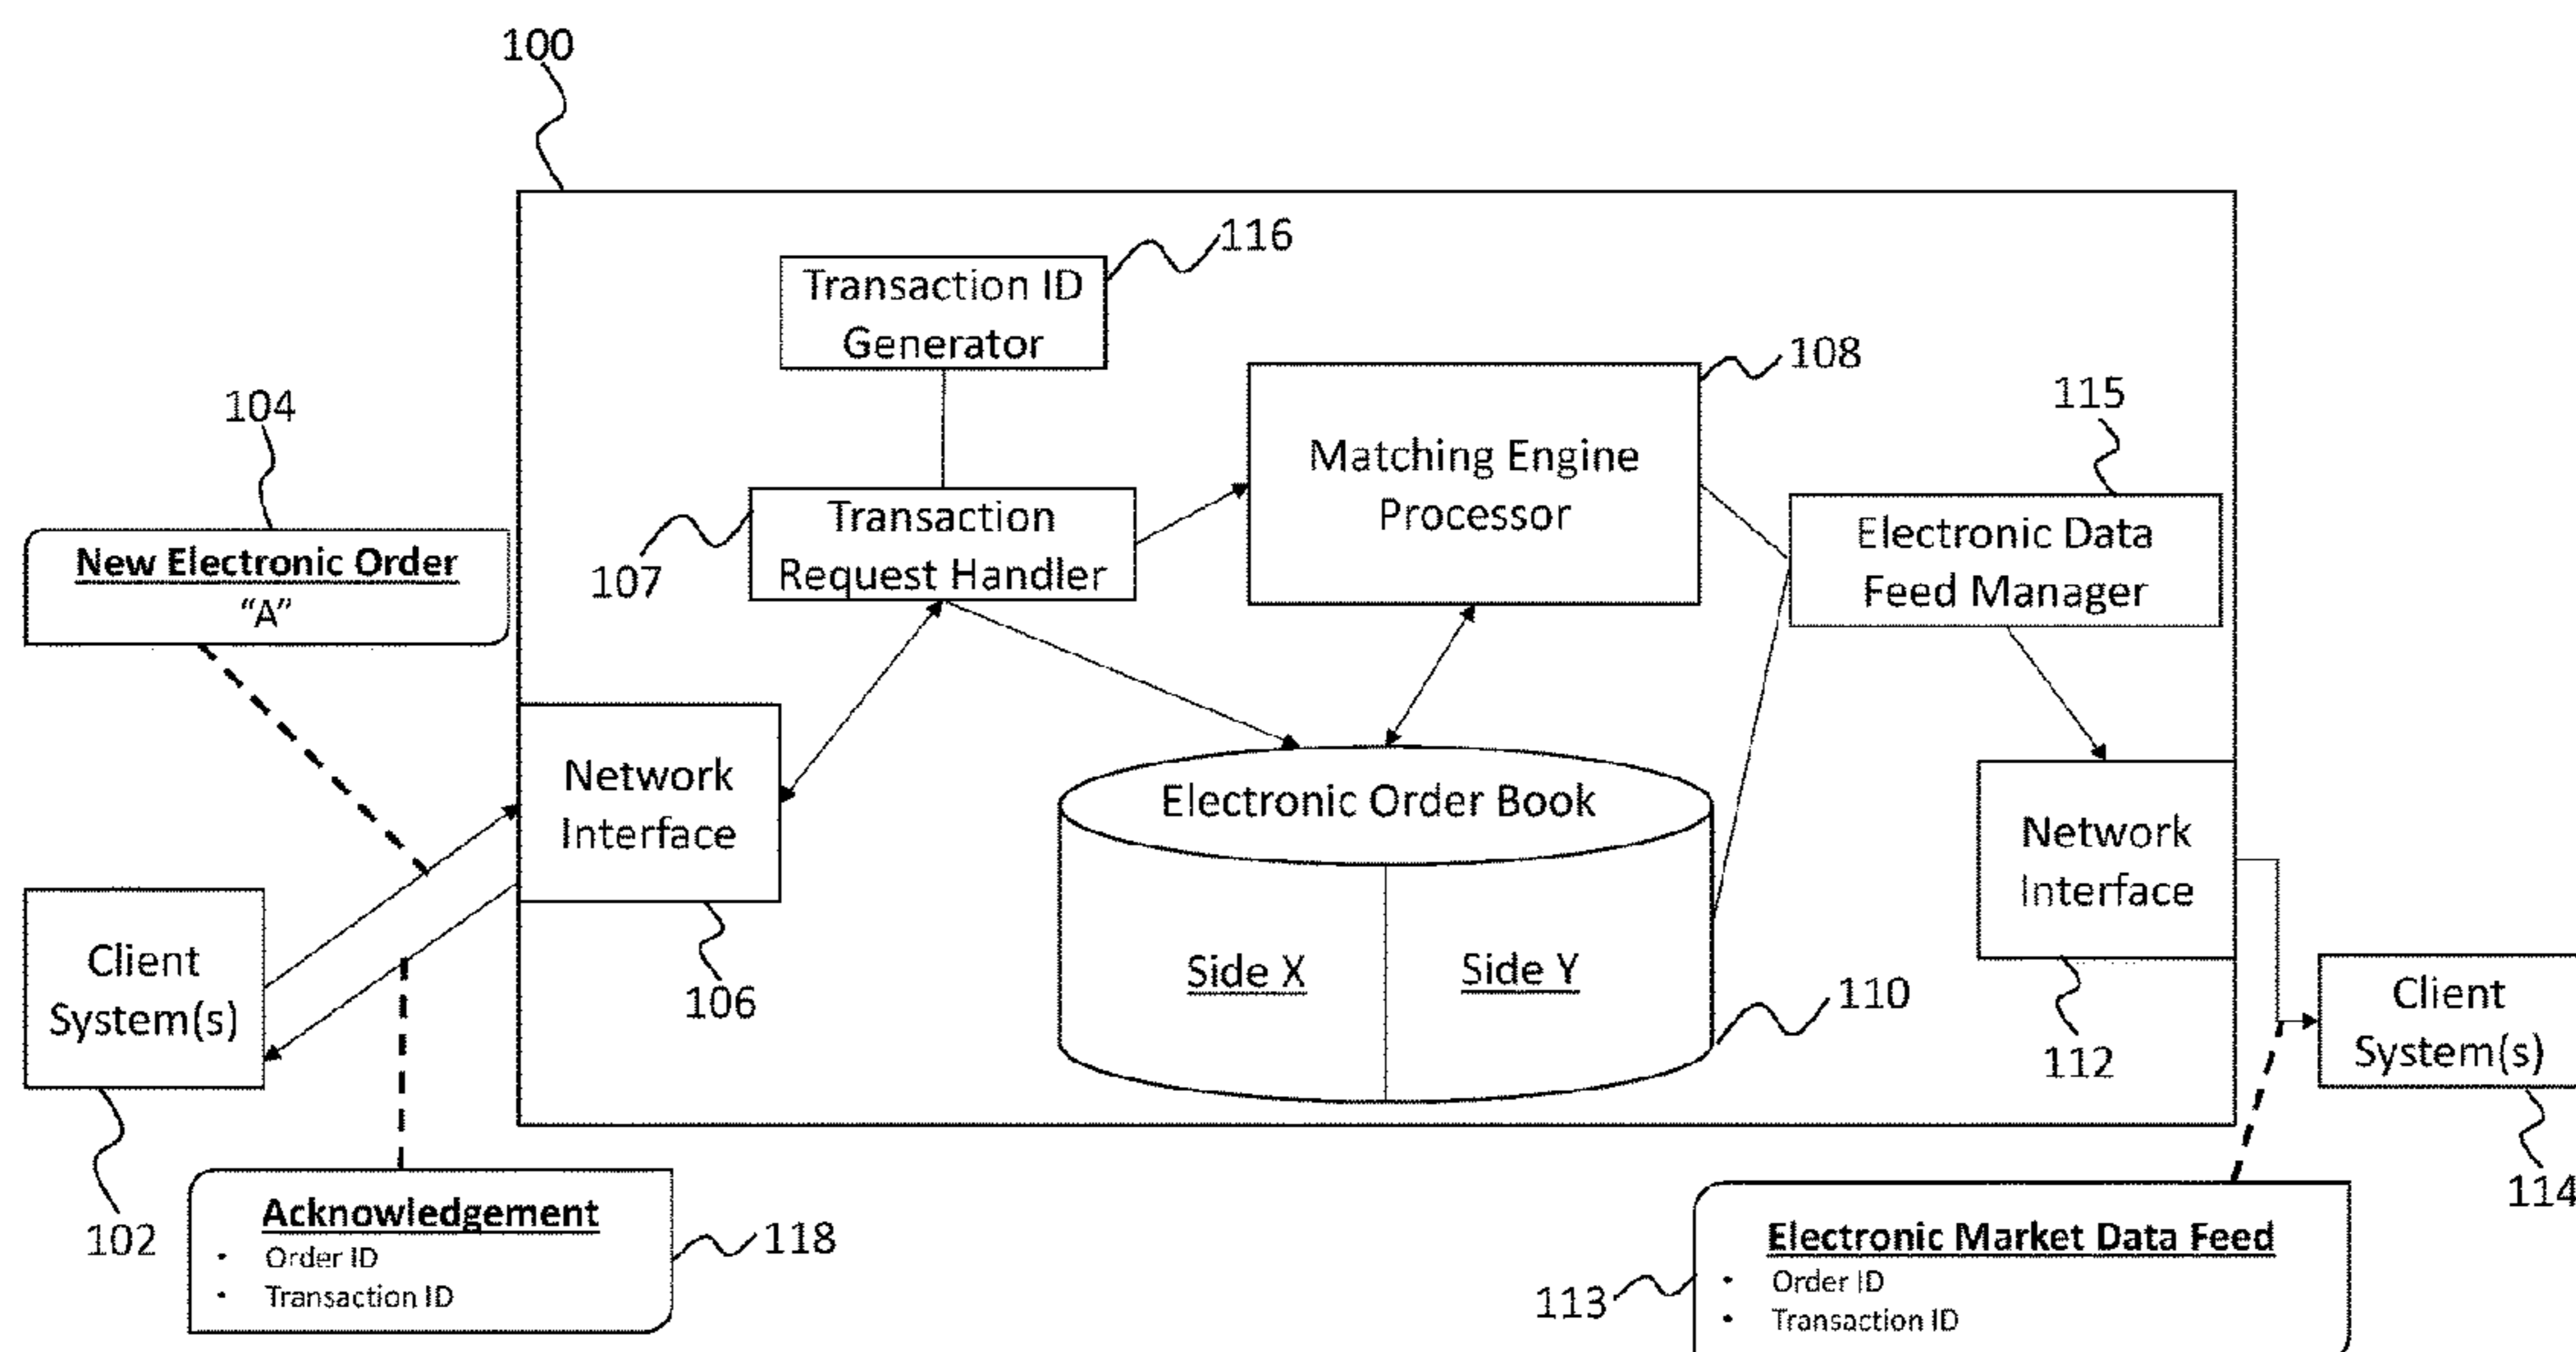 100
116
Transaction ID
Generator
108
104
115
Matching Engine
Processor
New Electronic Order
“A”
107
Transaction
Request Handler
Electronic Data
Feed Manager
Network
Interface
106
Electronic Order Book
Side X
Side Y
110
Network
Interface
112
Client
System(s)
102
Client
System(s)
114
Acknowledgement
• Order ID
• Transaction ID
118
Electronic Market Data Feed
• Order ID
• Transaction ID
113